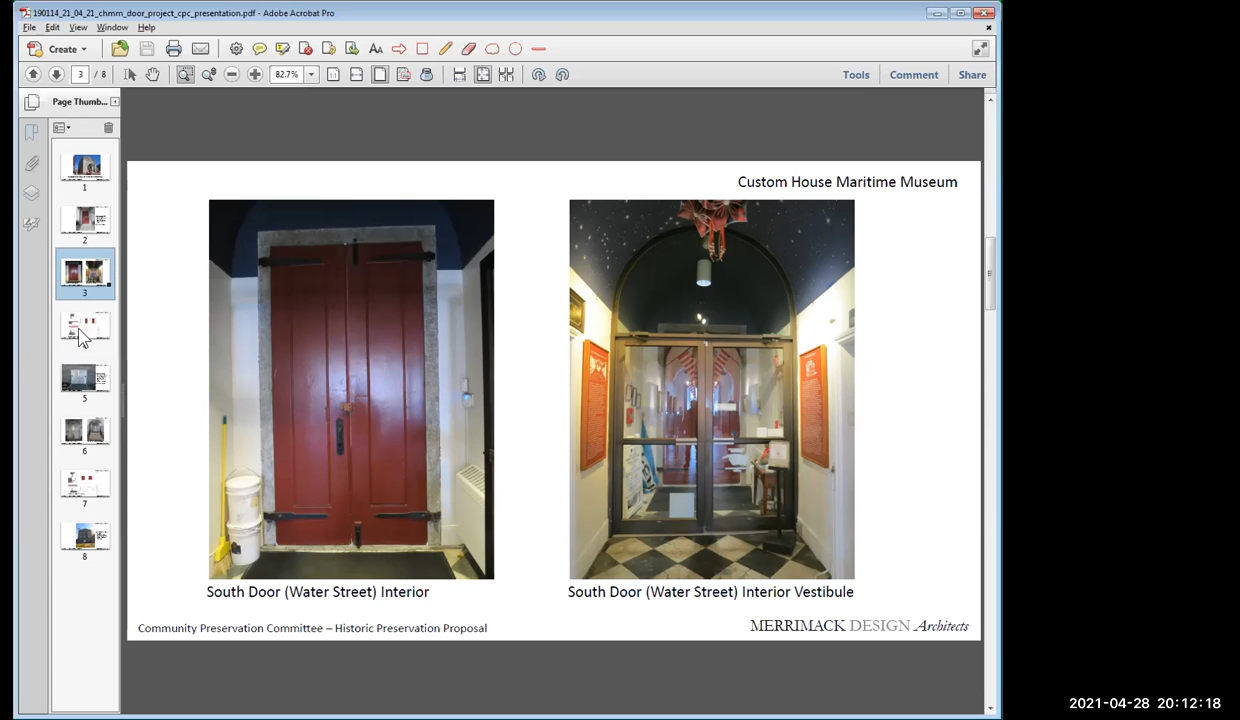 190114_21_04_21_chmm_door_project_cpc_presentation.pdf - Adobe Acrobat Pro
File Edit View Window Help
Create
3 / 8 82.7% Tools Comment Share
Page Thumb...
1
2
3
5
6
7
8
Custom House Maritime Museum
South Door (Water Street) Interior
South Door (Water Street) Interior Vestibule
Community Preservation Committee – Historic Preservation Proposal
MERRIMACK DESIGN Architects
2021-04-28 20:12:18